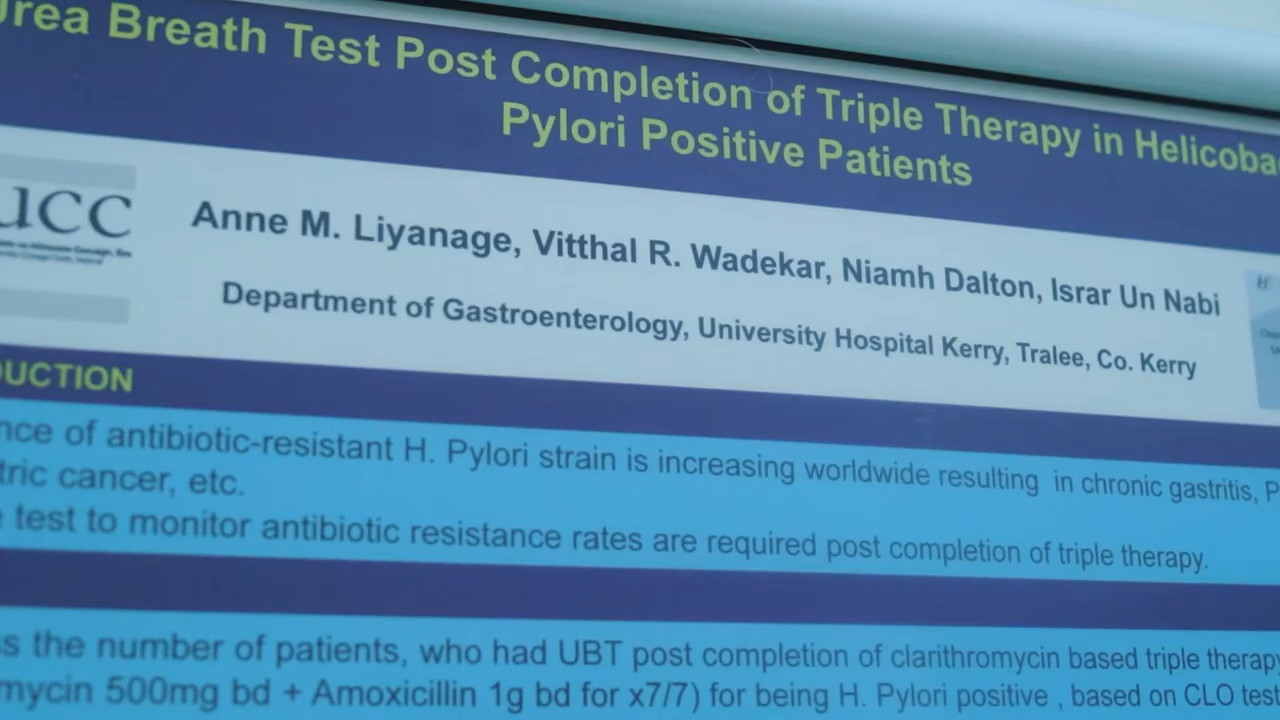 rea Breath Test Post Completion of Triple Therapy in Helicoba
Pylori Positive Patients
UCC
Anne M. Liyanage, Vitthal R. Wadekar, Niamh Dalton, Israr Un Nabi
Department of Gastroenterology, University Hospital Kerry, Tralee, Co. Kerry
DUCTION
nce of antibiotic-resistant H. Pylori strain is increasing worldwide resulting in chronic gastritis, P
tric cancer, etc.
test to monitor antibiotic resistance rates are required post completion of triple therapy.
s the number of patients, who had UBT post completion of clarithromycin based triple therapy
mycin 500mg bd + Amoxicillin 1g bd for x7/7) for being H. Pylori positive , based on CLO test